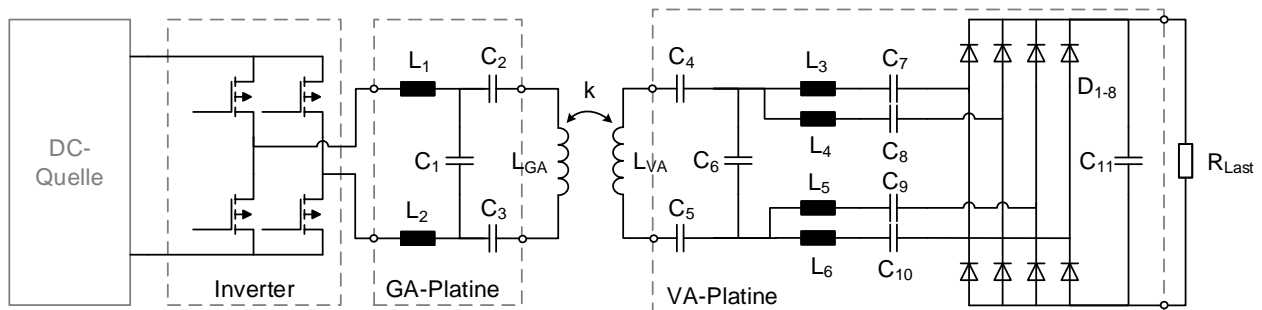 DC-
Quelle
Inverter
L1
C2
C1
L2
C3
GA-Platine
LGA
k
LVA
C4
C6
C5
L3
C7
L4
C8
L5
C9
L6
C10
D1-8
C11
VA-Platine
RLast